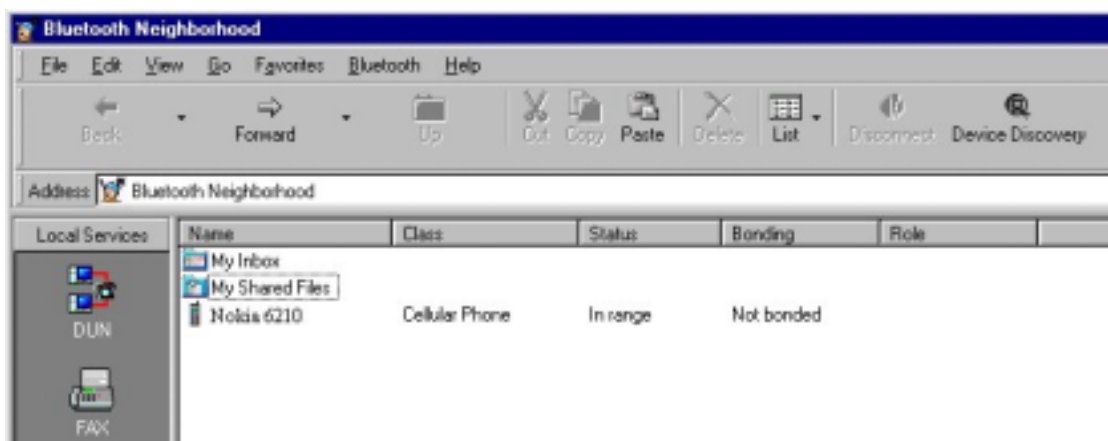 Bluetooth Neighborhood
File Edit View Go Favorites Bluetooth Help
Back Forward Up Cut Copy Paste Delete List Disconnect Device Discovery
Address Bluetooth Neighborhood
Local Services Name Class Status Bonding Role
My Inbox
My Shared Files
Nokia 6210 Cellular Phone In range Not bonded
DUN
FAX